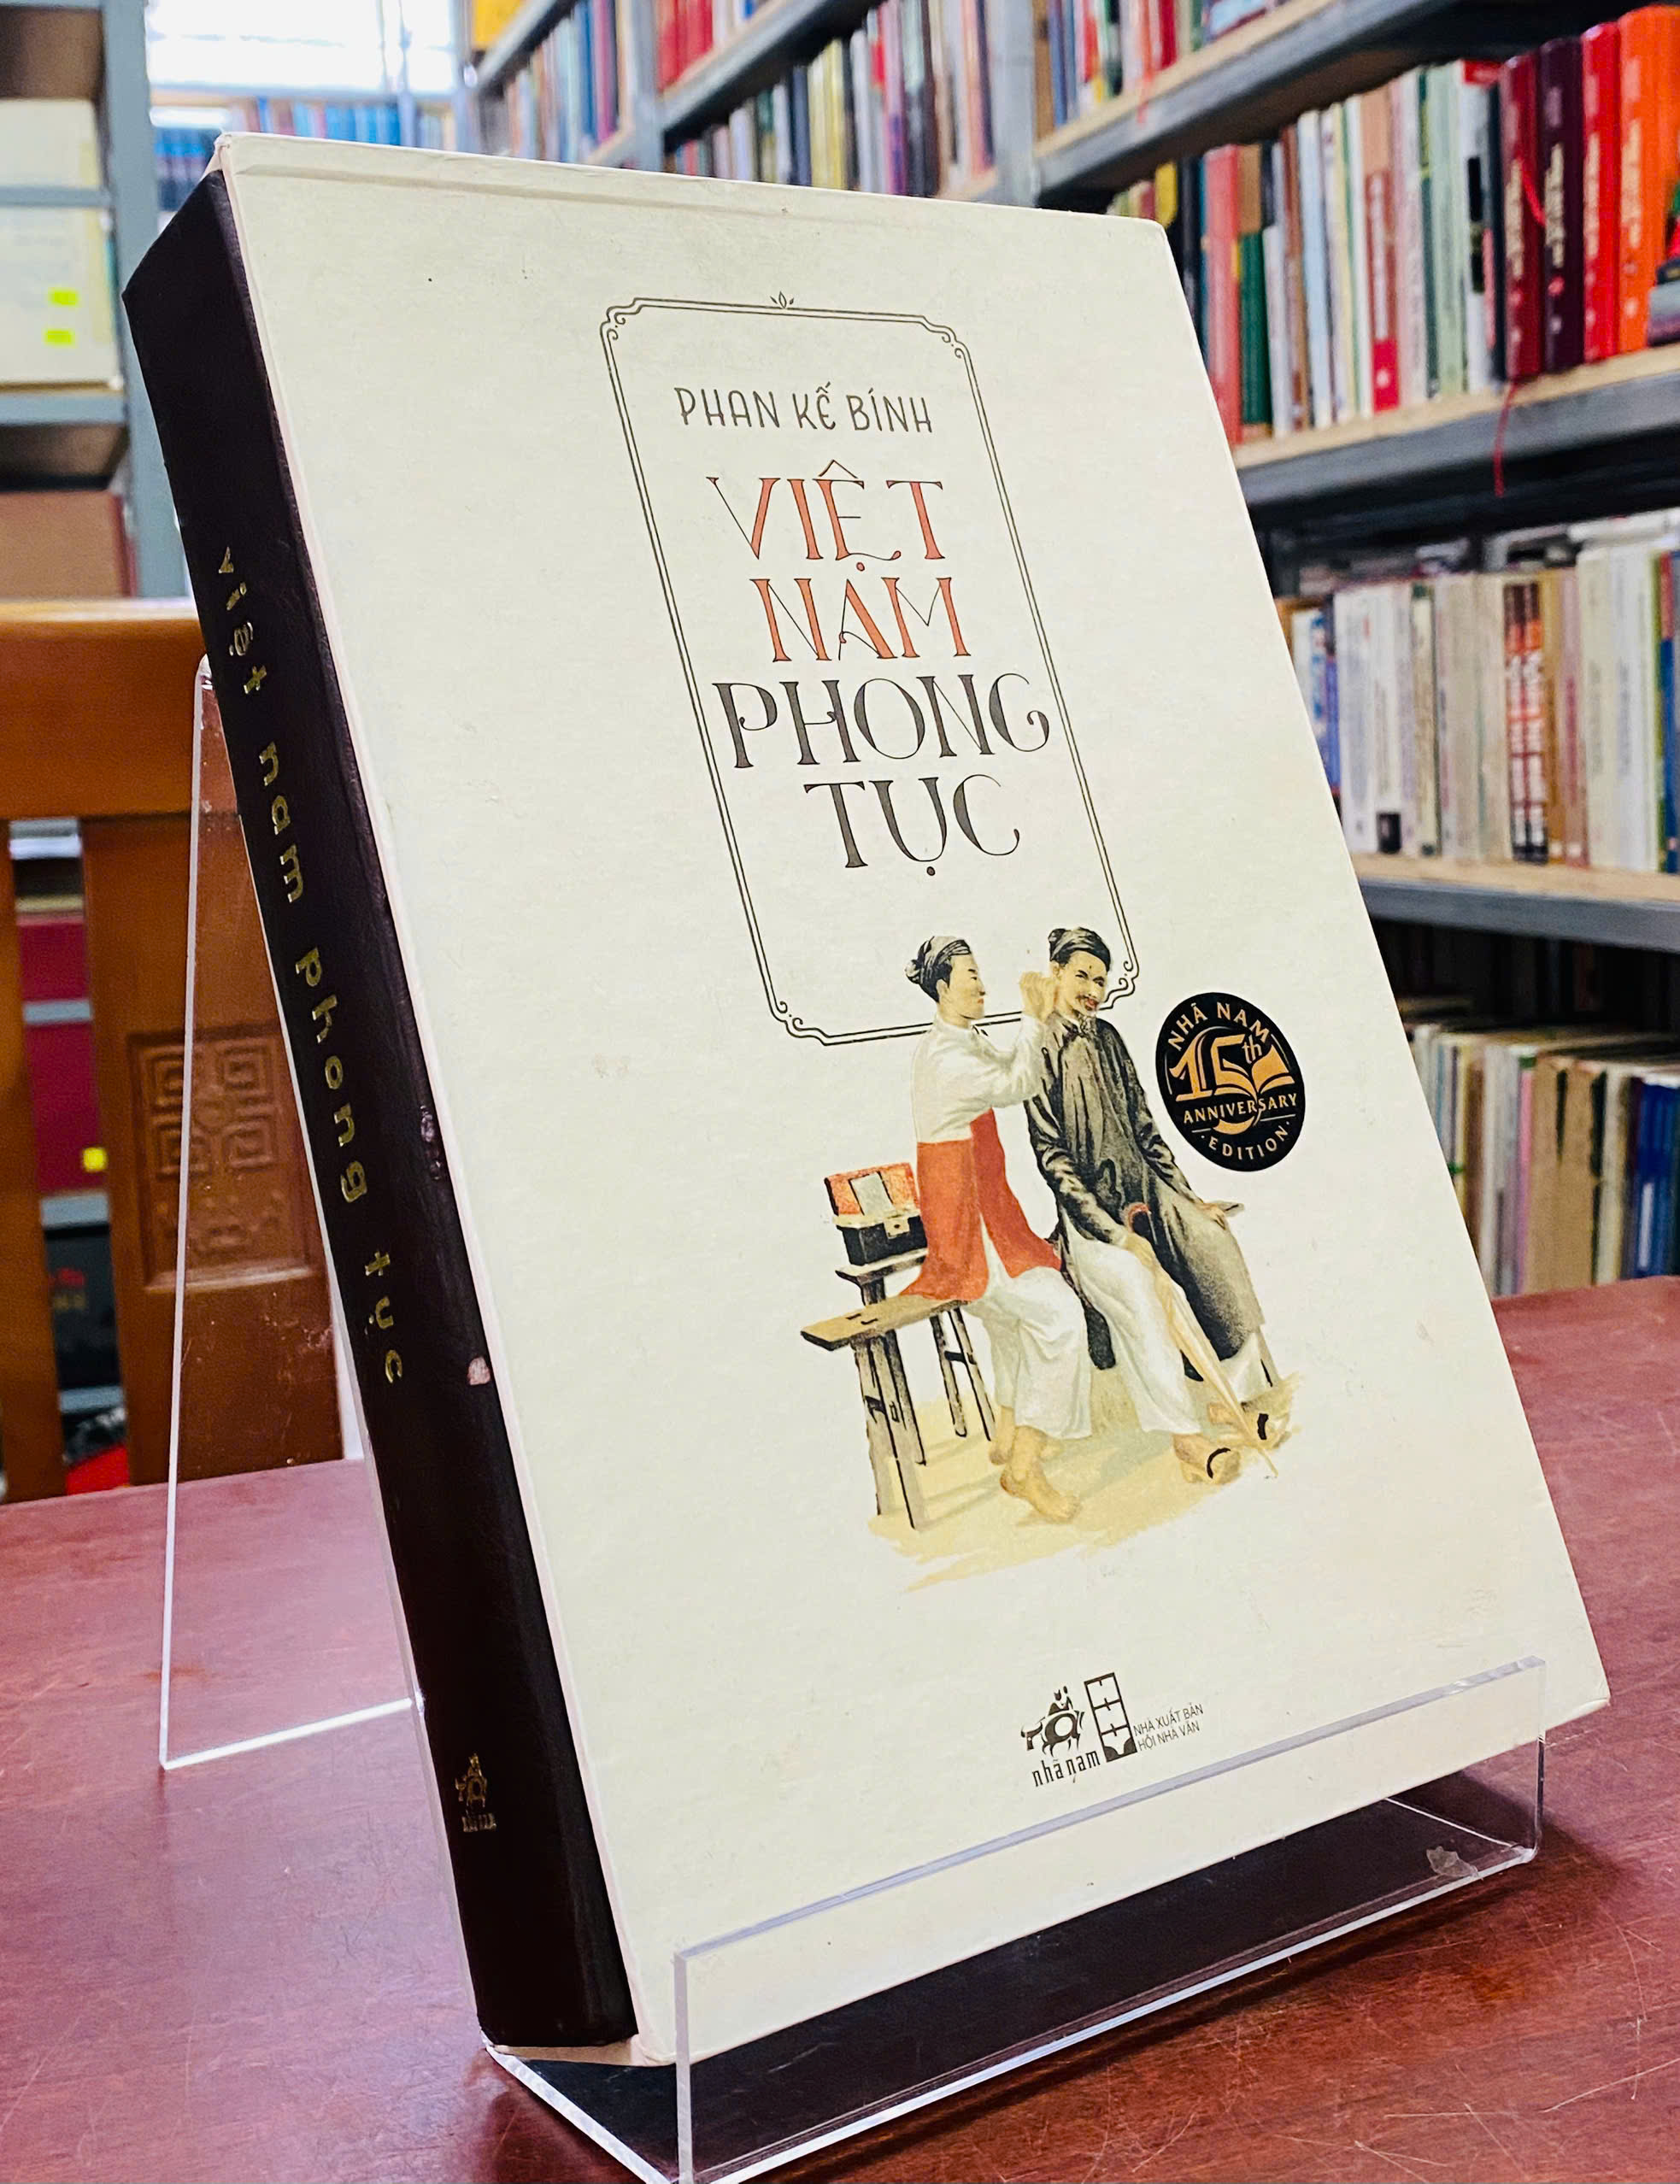 PHAN KẾ BÍNH
VIỆT
NAM
PHONG
TỤC
NHÃ NAM
15th
ANNIVERSARY
EDITION
nhã nam
NHÀ XUẤT BẢN
HỘI NHÀ VĂN
việt nam phong tục